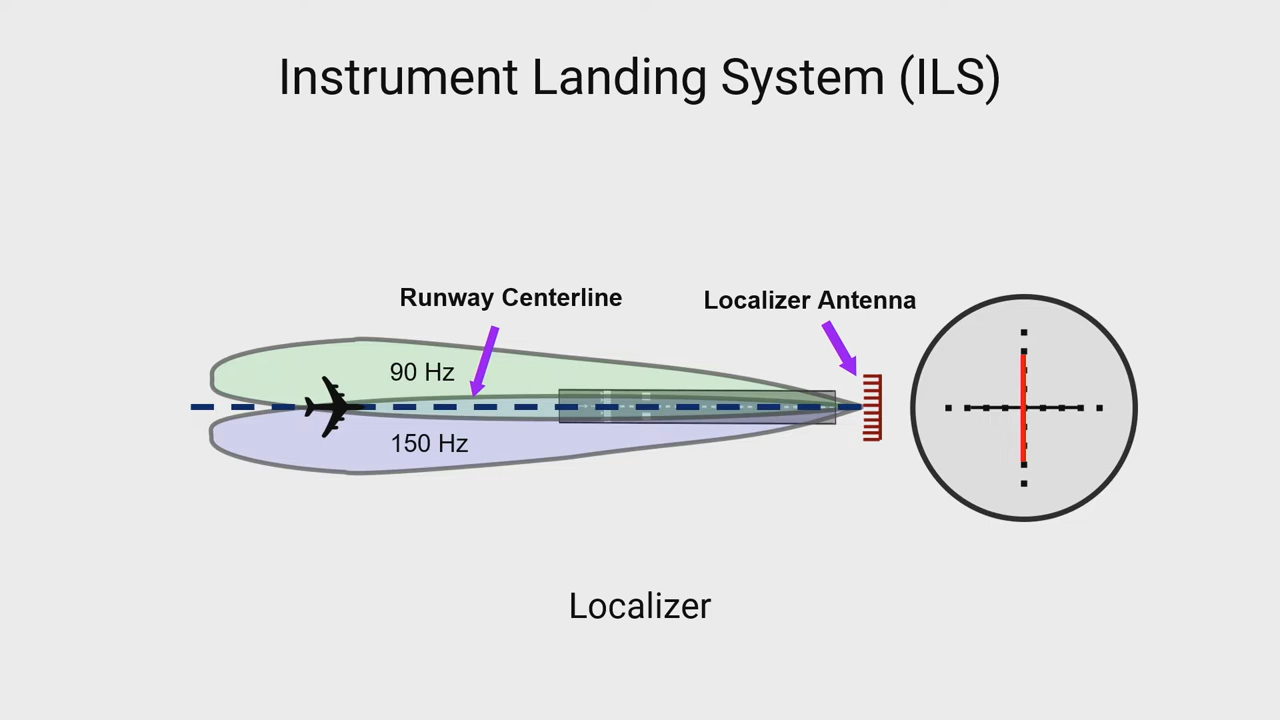 Instrument Landing System (ILS)
Runway Centerline
Localizer Antenna
90 Hz
150 Hz
Localizer